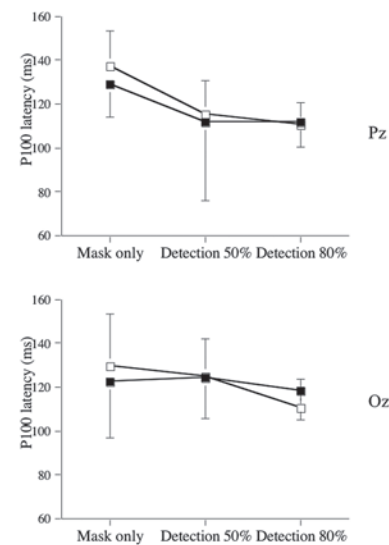 160
140
120
100
80
60
P100 latency (ms)
Mask only Detection 50% Detection 80%
Pz
160
140
120
100
80
60
P100 latency (ms)
Mask only Detection 50% Detection 80%
Oz